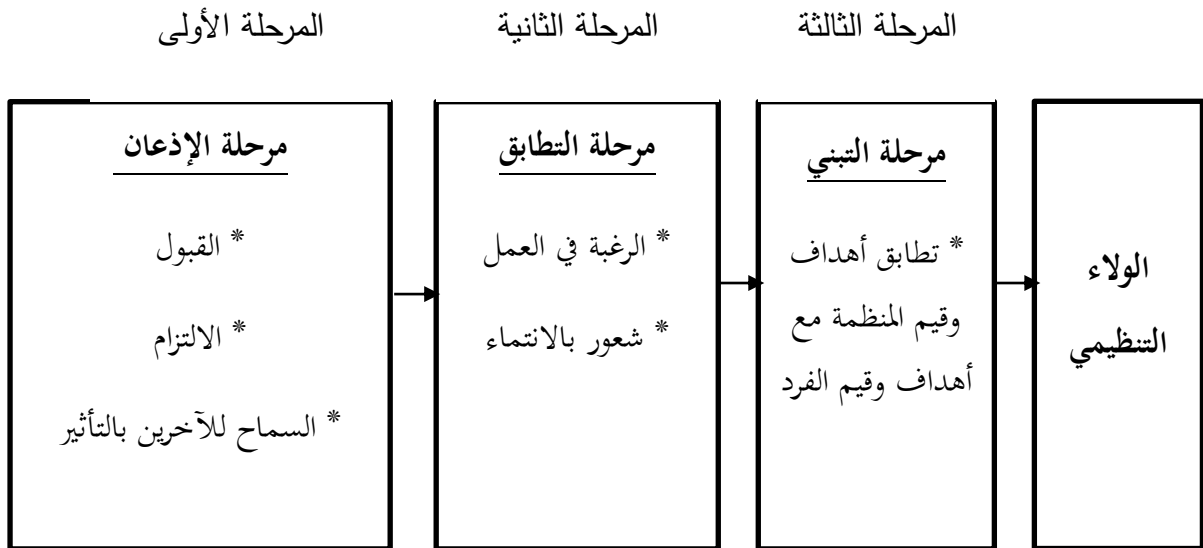 المرحلة الأولى
المرحلة الثانية
المرحلة الثالثة
مرحلة الإذعان
* القبول
* الالتزام
* السماح للآخرين بالتأثير
مرحلة التطابق
* الرغبة في العمل
* شعور بالانتماء
مرحلة التبني
* تطابق أهداف
وقيم المنظمة مع
أهداف وقيم الفرد
الولاء
التنظيمي